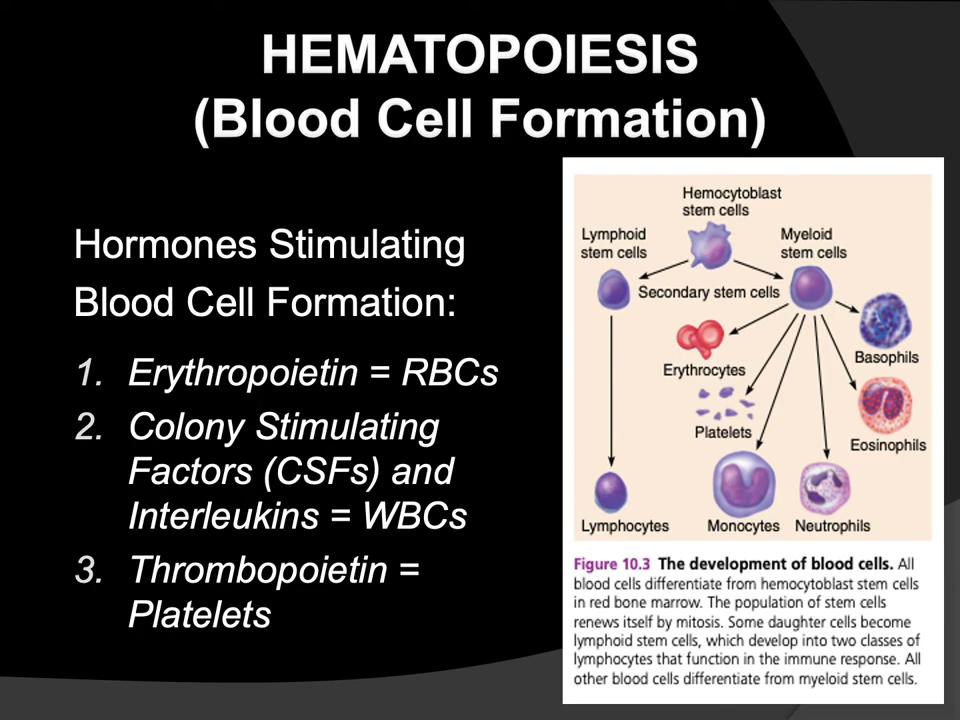 HEMATOPOIESIS
(Blood Cell Formation)
Hormones Stimulating
Blood Cell Formation:
1. Erythropoietin = RBCs
2. Colony Stimulating
Factors (CSFs) and
Interleukins = WBCs
3. Thrombopoietin =
Platelets
Hemocytoblast
stem cells
Lymphoid
stem cells
Myeloid
stem cells
Secondary stem cells
Basophils
Erythrocytes
Platelets
Eosinophils
Lymphocytes
Monocytes
Neutrophils
Figure 10.3 The development of blood cells. All
blood cells differentiate from hemocytoblast stem cells
in red bone marrow. The population of stem cells
renews itself by mitosis. Some daughter cells become
lymphoid stem cells, which develop into two classes of
lymphocytes that function in the immune response. All
other blood cells differentiate from myeloid stem cells.